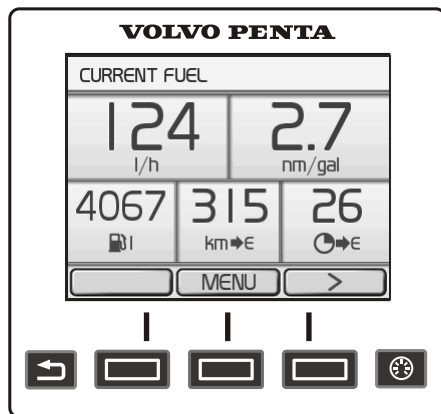 VOLVO PENTA
CURRENT FUEL
124 2.7
l/h nm/gal
4067 315 26
l km➡E ➡E
MENU >